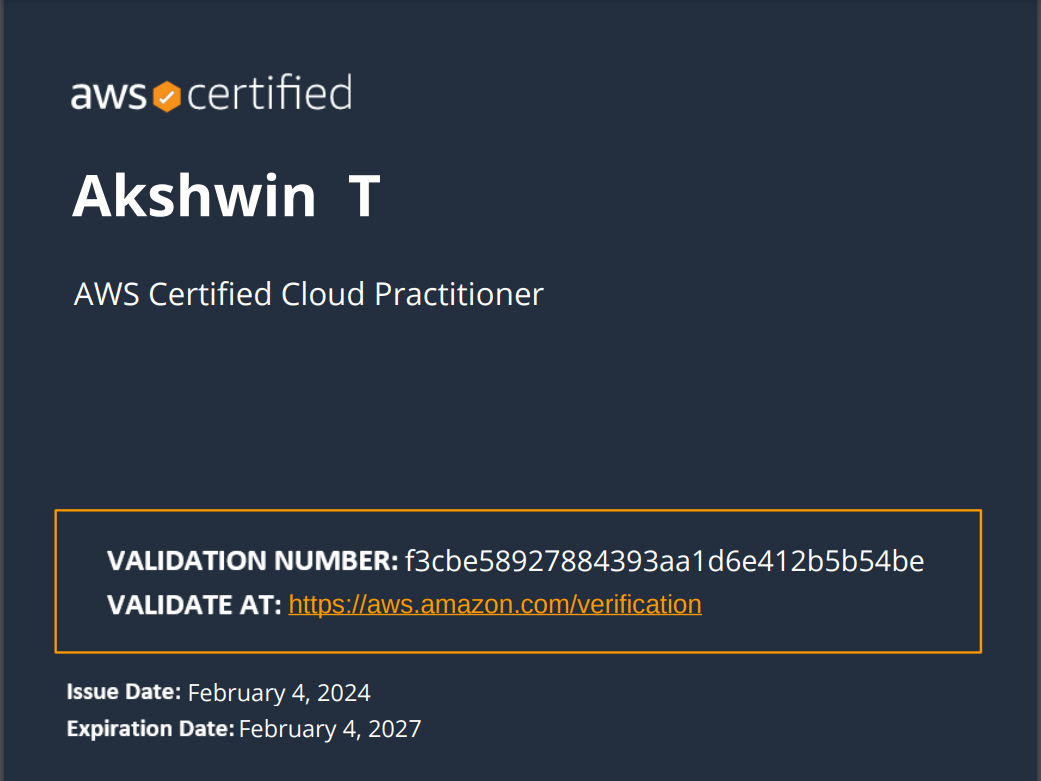 aws certified
Akshwin T
AWS Certified Cloud Practitioner
VALIDATION NUMBER: f3cbe58927884393aa1d6e412b5b54be
VALIDATE AT: https://aws.amazon.com/verification
Issue Date: February 4, 2024
Expiration Date: February 4, 2027